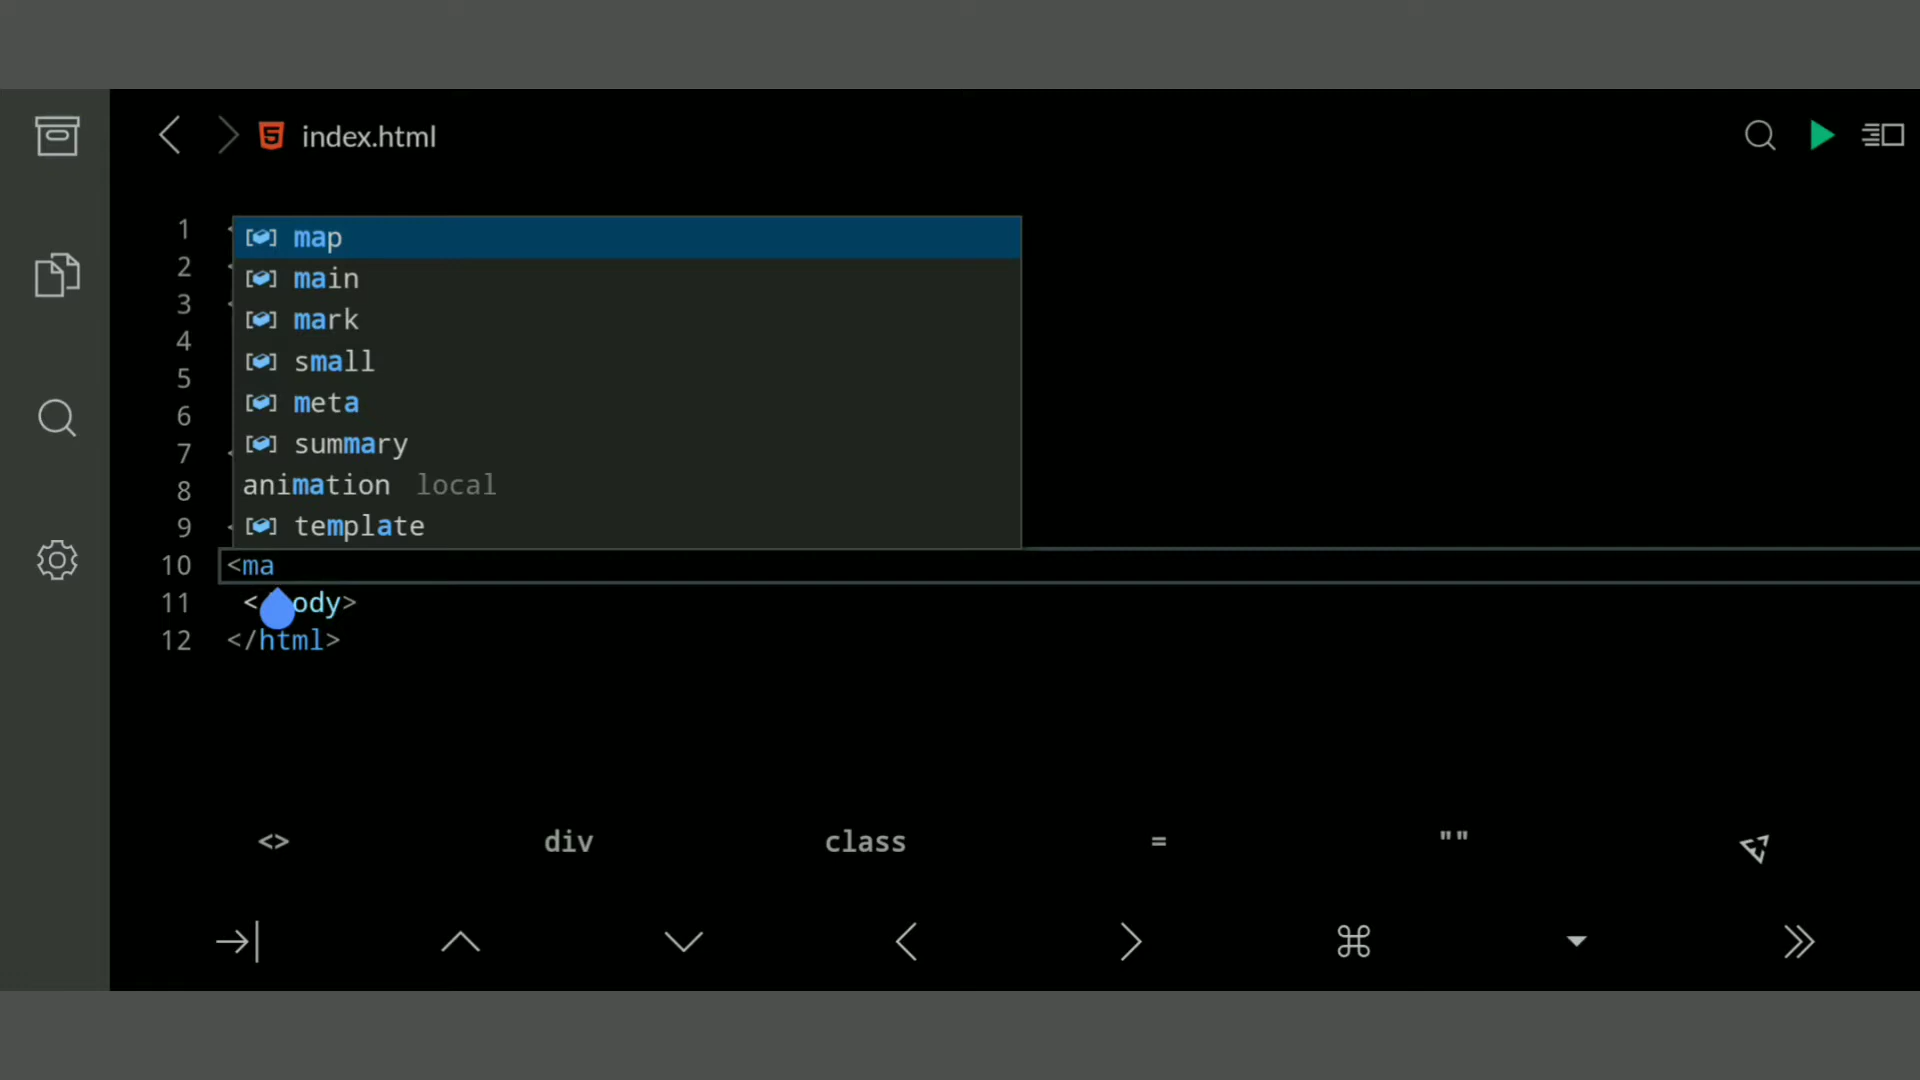 index.html
1
2
3
4
5
6
7
8
9
10
11
12
map
main
mark
small
meta
summary
animation local
template
<ma
< ody>
</html>
<> div class = ""